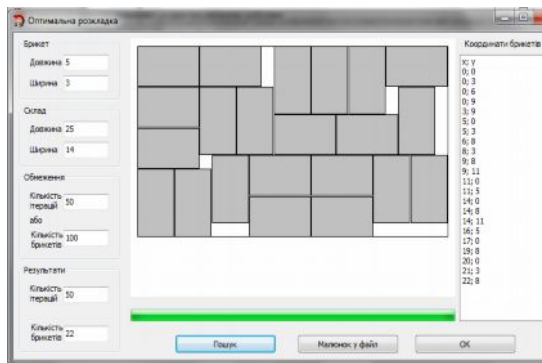 Оптимальна розкладка
Брикет
Довжина 5
Ширина 3
Склад
Довжина 25
Ширина 14
Обмеження
Кількість
ітерацій 50
або
Кількість
брикетів 100
Результати
Кількість
ітерацій 50
Кількість
брикетів 22
Пошук
Малюнок у файл
OK
Координати брикетів
x; y
0; 0
0; 3
0; 6
0; 9
3; 9
5; 0
5; 3
6; 8
8; 3
9; 8
9; 11
11; 0
11; 5
14; 0
14; 8
14; 11
16; 5
17; 0
19; 8
20; 0
21; 3
22; 8